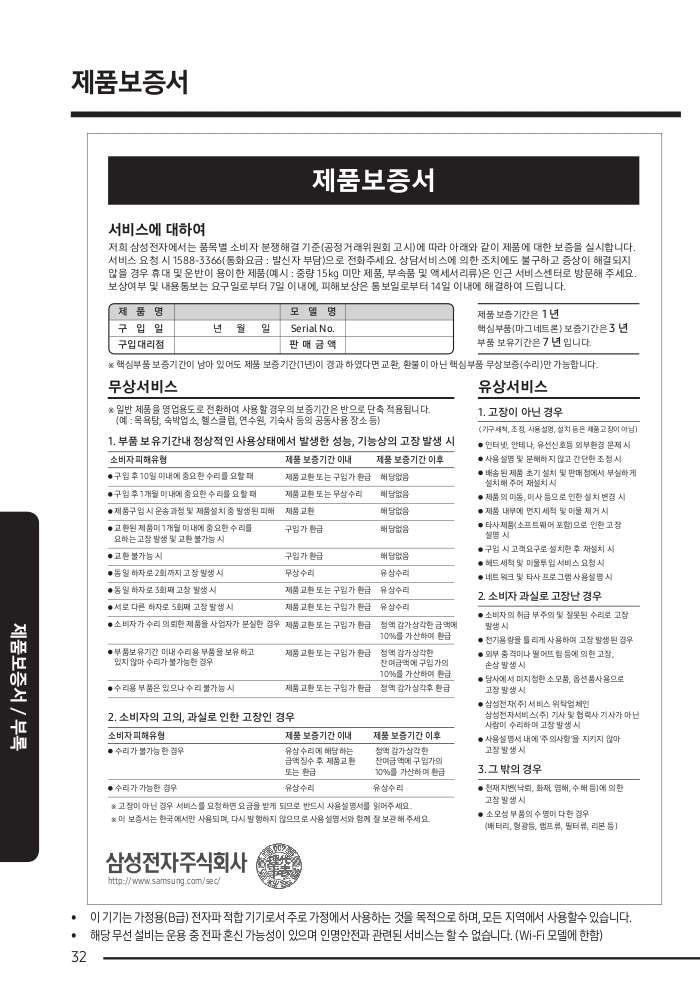 제품보증서
제품보증서
서비스에 대하여
저희 삼성전자에서는 품목별 소비자 분쟁해결 기준(공정거래위원회 고시)에 따라 아래와 같이 제품에 대한 보증을 실시합니다.
서비스 요청 시 1588-3366(통화요금 : 발신자 부담)으로 전화주세요. 상담서비스에 의한 조치에도 불구하고 증상이 해결되지
않을 경우 휴대 및 운반이 용이한 제품(예시 : 중량 15kg 미만 제품, 부속품 및 액세서리류)은 인근 서비스센터로 방문해 주세요.
보상여부 및 내용통보는 요구일로부터 7일 이내에, 피해보상은 통보일로부터 14일 이내에 해결하여 드립니다.
제 품 명 모 델 명
구 입 일 년 월 일 Serial No.
구입대리점 판 매 금 액
제품 보증기간은 1년
핵심부품(마그네트론) 보증기간은 3년
부품 보유기간은 7년 입니다.
※ 핵심부품 보증기간이 남아 있어도 제품 보증기간(1년)이 경과 하였다면 교환, 환불이 아닌 핵심부품 무상보증(수리)만 가능합니다.
무상서비스
※ 일반 제품을 영업용도로 전환하여 사용할 경우의 보증기간은 반으로 단축 적용됩니다.
(예 : 목욕탕, 숙박업소, 헬스클럽, 연수원, 기숙사 등의 공동사용 장소 등)
1. 부품 보유기간내 정상적인 사용상태에서 발생한 성능, 기능상의 고장 발생 시
소비자피해유형 제품 보증기간 이내 제품 보증기간 이후
● 구입 후 10일 이내에 중요한 수리를 요할 때 제품교환 또는 구입가 환급 해당없음
● 구입 후 1개월 이내에 중요한 수리를 요할 때 제품교환 또는 무상수리 해당없음
● 제품구입 시 운송과정 및 제품설치 중 발생된 피해 제품교환 해당없음
● 교환된 제품이 1개월 이내에 중요한 수리를 구입가 환급 해당없음
요하는 고장 발생 및 교환 불가능 시
● 교환 불가능 시 구입가 환급 해당없음
● 동일 하자로 2회까지 고장 발생 시 무상수리 유상수리
● 동일 하자로 3회째 고장 발생 시 제품교환 또는 구입가 환급 유상수리
● 서로 다른 하자로 5회째 고장 발생 시 제품교환 또는 구입가 환급 유상수리
● 소비자가 수리 의뢰한 제품을 사업자가 분실한 경우 제품교환 또는 구입가 환급 정액 감가상각한 금액에
10%를 가산하여 환급
● 부품보유기간 이내 수리용 부품을 보유하고 제품교환 또는 구입가 환급 정액 감가상각한
있지 않아 수리가 불가능한 경우 잔여금액에 구입가의
10%를 가산하여 환급
● 수리용 부품은 있으나 수리 불가능 시 제품교환 또는 구입가 환급 정액 감가상각후 환급
2. 소비자의 고의, 과실로 인한 고장인 경우
소비자피해유형 제품 보증기간 이내 제품 보증기간 이후
● 수리가 불가능한 경우 유상수리에 해당하는 정액 감가상각한
금액징수 후 제품교환 잔여금액에 구입가의
또는 환급 10%를 가산하여 환급
● 수리가 가능한 경우 유상수리 유상수리
※ 고장이 아닌 경우 서비스를 요청하면 요금을 받게 되므로 반드시 사용설명서를 읽어주세요.
※ 이 보증서는 한국에서만 사용되며, 다시 발행하지 않으므로 사용설명서와 함께 잘 보관해 주세요.
유상서비스
1. 고장이 아닌 경우
(기구세척, 조정, 사용설명, 설치 등은 제품고장이 아님)
● 인터넷, 안테나, 유선신호등 외부환경 문제 시
● 사용설명 및 분해하지 않고 간단한 조정 시
● 배송된 제품 초기 설치 및 판매점에서 부실하게
설치해 주어 재설치 시
● 제품의 이동, 이사 등으로 인한 설치 변경 시
● 제품 내부에 먼지 세척 및 이물 제거 시
● 타사제품(소프트웨어 포함)으로 인한 고장
설명 시
● 구입 시 고객요구로 설치한 후 재설치 시
● 헤드세척 및 이물투입 서비스 요청 시
● 네트워크 및 타사 프로그램 사용설명 시
2. 소비자 과실로 고장난 경우
● 소비자의 취급 부주의 및 잘못된 수리로 고장
발생 시
● 전기용량을 틀리게 사용하여 고장 발생된 경우
● 외부 충격이나 떨어뜨림 등에 의한 고장,
손상 발생 시
● 당사에서 미지정한 소모품, 옵션품사용으로
고장 발생 시
● 삼성전자(주) 서비스 위탁업체인
삼성전자서비스(주) 기사 및 협력사 기사가 아닌
사람이 수리하여 고장 발생 시
● 사용설명서 내에 '주의사항'을 지키지 않아
고장 발생 시
3. 그 밖의 경우
● 천재지변(낙뢰, 화재, 염해, 수해 등)에 의한
고장 발생 시
● 소모성 부품의 수명이 다한 경우
(배터리, 형광등, 램프류, 필터류, 리본 등)
삼성전자주식회사
http://www.samsung.com/sec/
• 이 기기는 가정용(B급) 전자파 적합 기기로서 주로 가정에서 사용하는 것을 목적으로 하며, 모든 지역에서 사용할수 있습니다.
• 해당 무선 설비는 운용 중 전파 혼신 가능성이 있으며 인명안전과 관련된 서비스는 할 수 없습니다. (Wi-Fi 모델에 한함)
32
제품보증서 / 부록